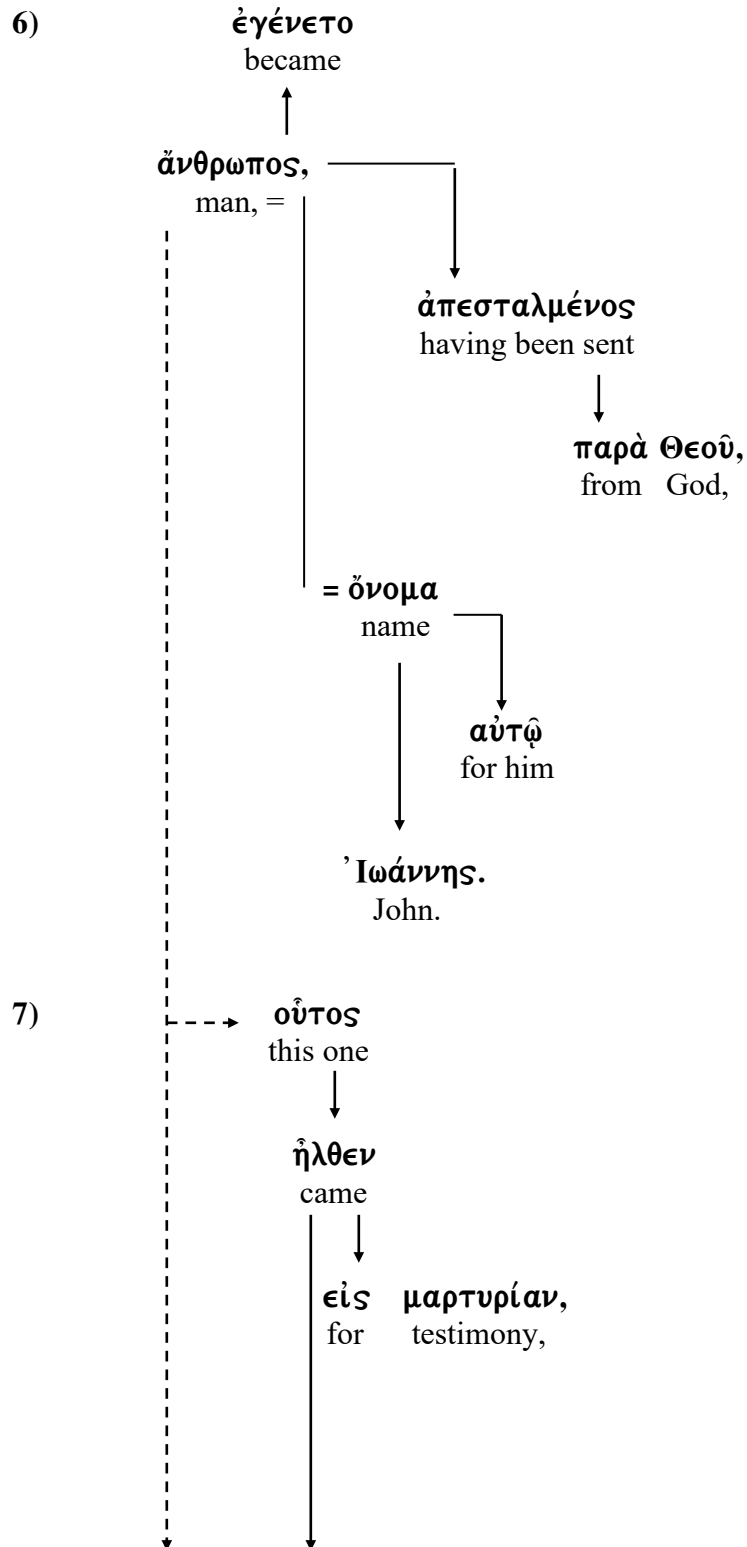 6) ἐγένετο
became
ἄνθρωπος,
man, =
ἀπεσταλμένος
having been sent
παρὰ Θεοῦ,
from God,
= ὄνομα
name
αὐτῷ
for him
᾿Ιωάννης.
John.
7) οὗτος
this one
ἦλθεν
came
εἰς μαρτυρίαν,
for testimony,